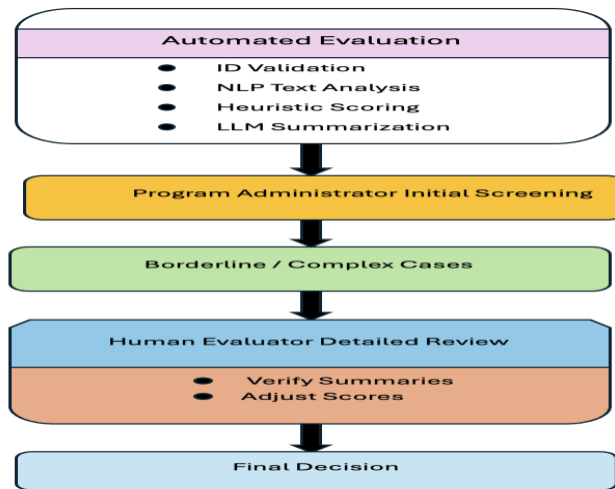 Automated Evaluation
● ID Validation
● NLP Text Analysis
● Heuristic Scoring
● LLM Summarization
Program Administrator Initial Screening
Borderline / Complex Cases
Human Evaluator Detailed Review
● Verify Summaries
● Adjust Scores
Final Decision